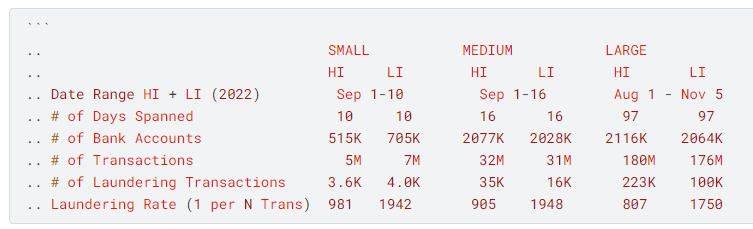 ```
.. SMALL MEDIUM LARGE
.. HI LI HI LI HI LI
.. Date Range HI + LI (2022) Sep 1-10 Sep 1-16 Aug 1 - Nov 5
.. # of Days Spanned 10 10 16 16 97 97
.. # of Bank Accounts 515K 705K 2077K 2028K 2116K 2064K
.. # of Transactions 5M 7M 32M 31M 180M 176M
.. # of Laundering Transactions 3.6K 4.0K 35K 16K 223K 100K
.. Laundering Rate (1 per N Trans) 981 1942 905 1948 807 1750